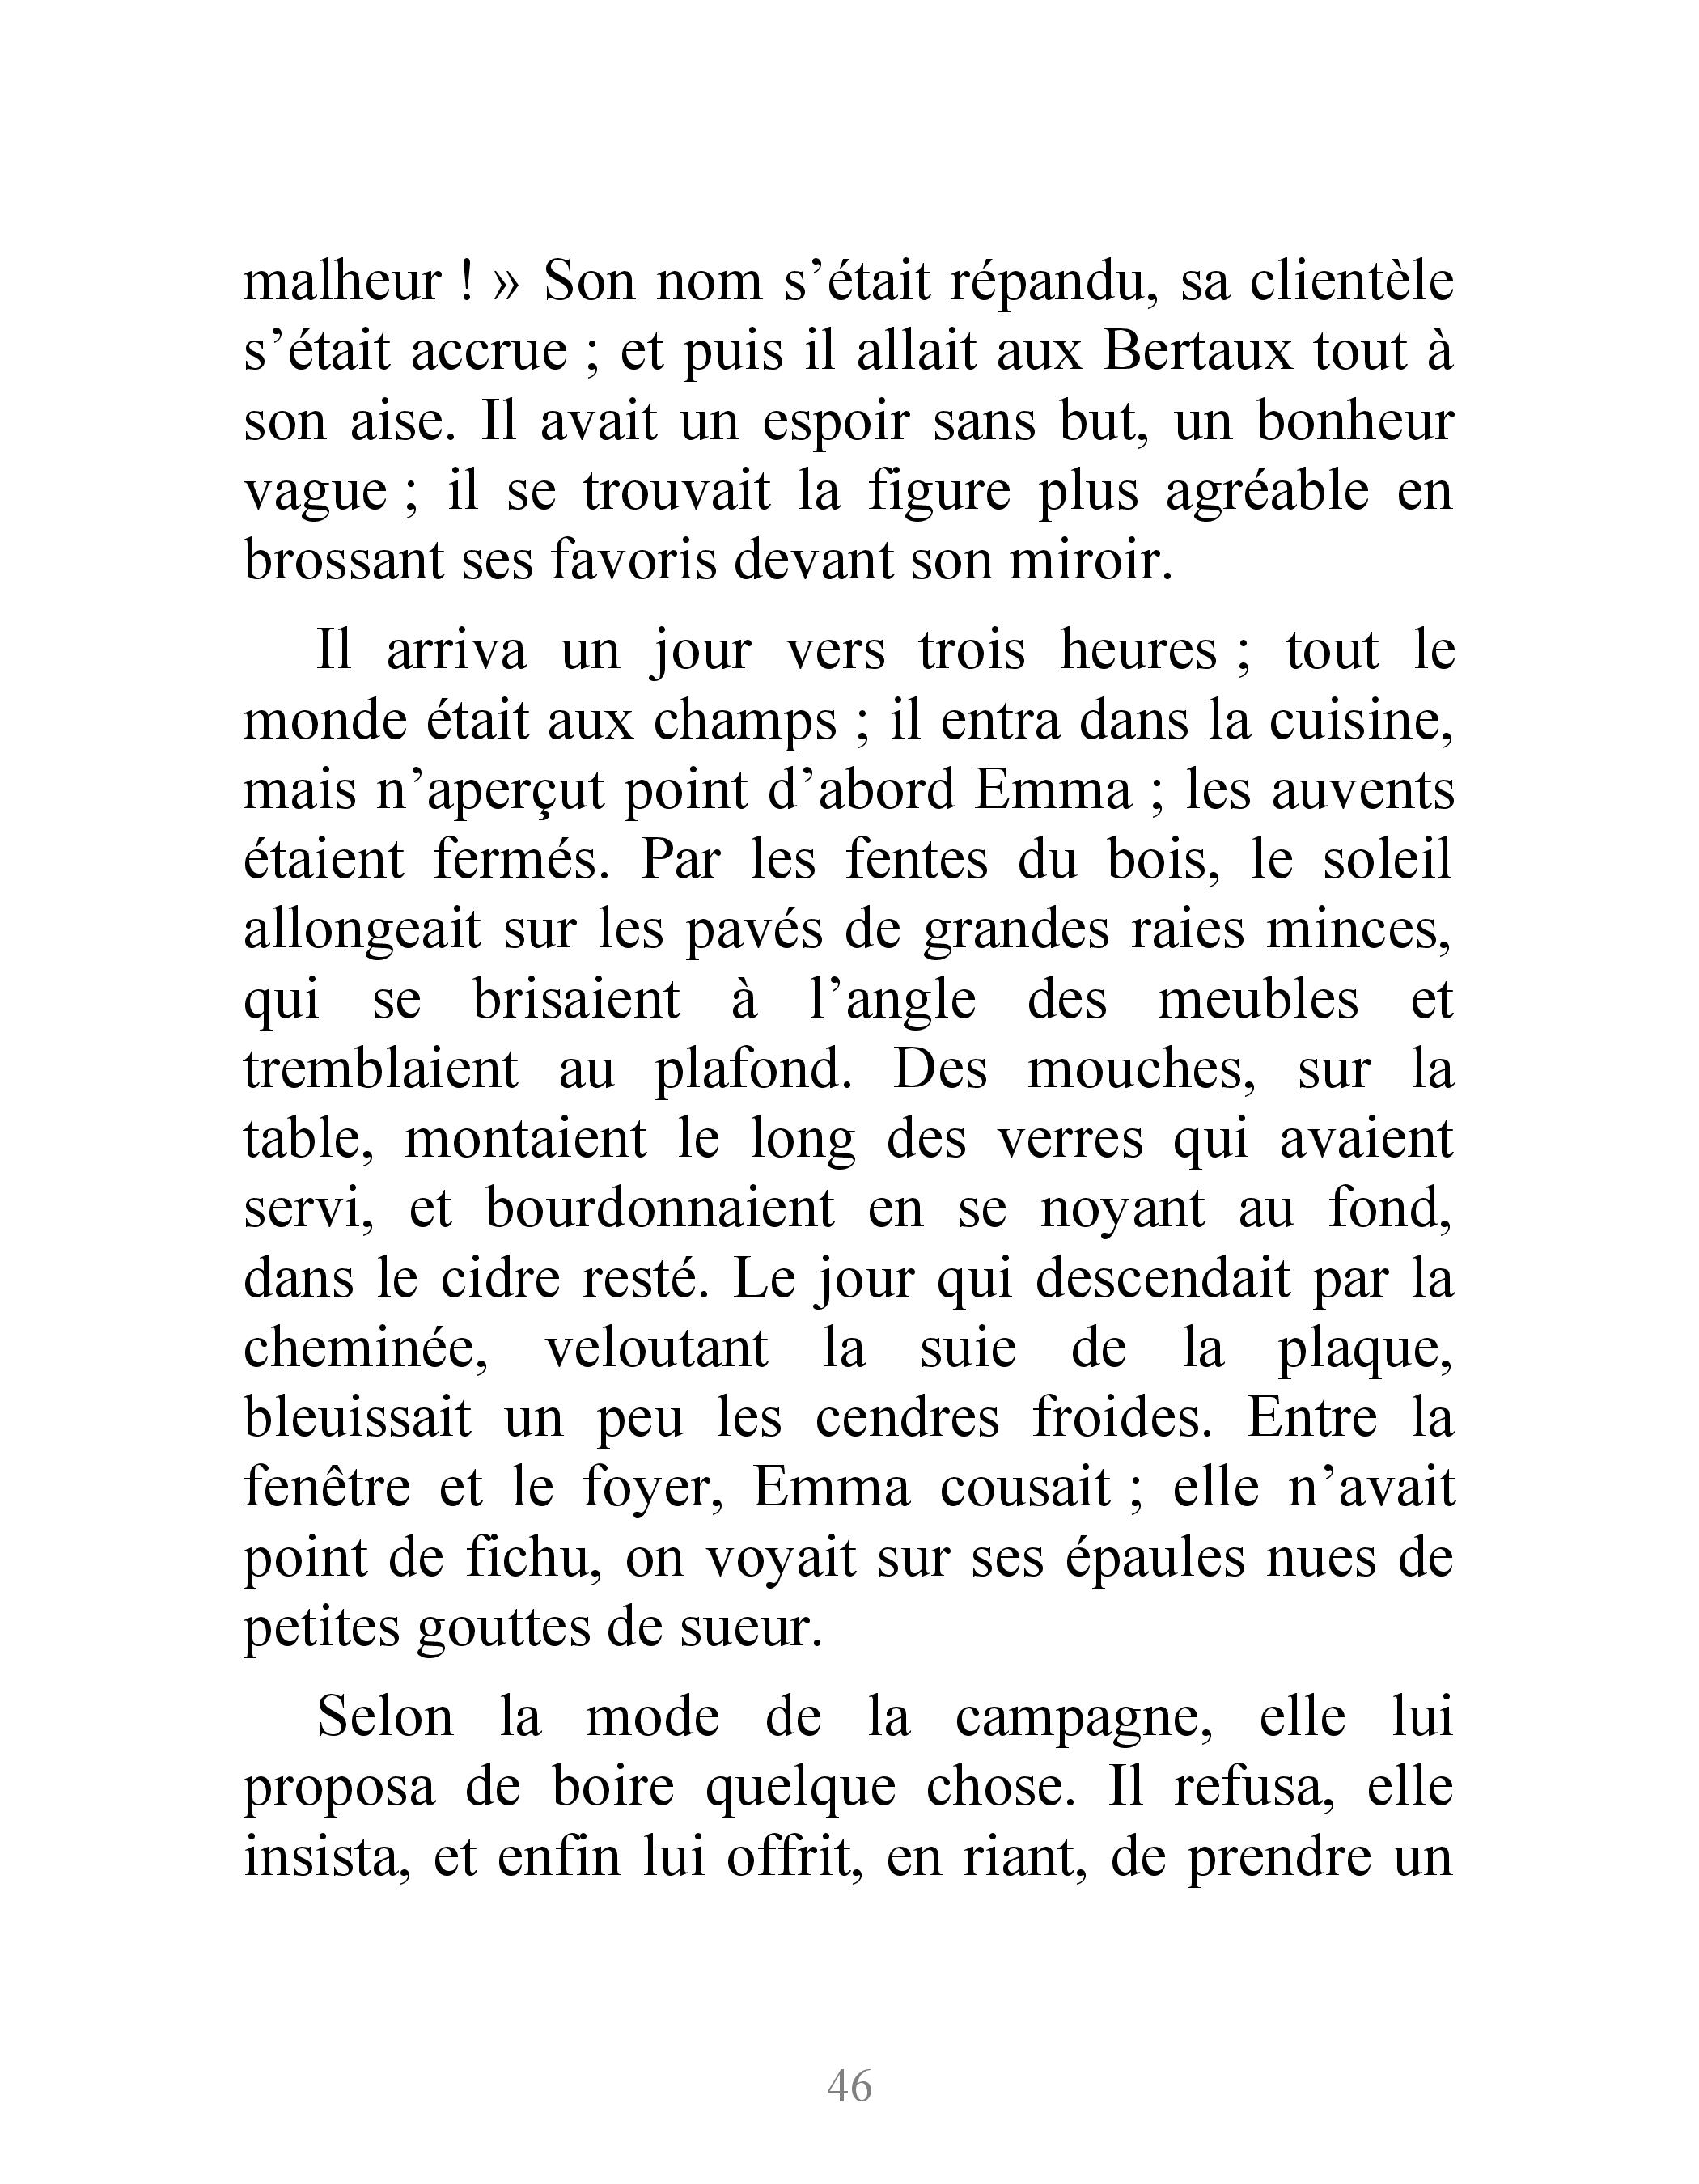 malheur ! » Son nom s’était répandu, sa clientèle
s’était accrue ; et puis il allait aux Bertaux tout à
son aise. Il avait un espoir sans but, un bonheur
vague ; il se trouvait la figure plus agréable en
brossant ses favoris devant son miroir.
Il arriva un jour vers trois heures ; tout le
monde était aux champs ; il entra dans la cuisine,
mais n’aperçut point d’abord Emma ; les auvents
étaient fermés. Par les fentes du bois, le soleil
allongeait sur les pavés de grandes raies minces,
qui se brisaient à l’angle des meubles et
tremblaient au plafond. Des mouches, sur la
table, montaient le long des verres qui avaient
servi, et bourdonnaient en se noyant au fond,
dans le cidre resté. Le jour qui descendait par la
cheminée, veloutant la suie de la plaque,
bleuissait un peu les cendres froides. Entre la
fenêtre et le foyer, Emma cousait ; elle n’avait
point de fichu, on voyait sur ses épaules nues de
petites gouttes de sueur.
Selon la mode de la campagne, elle lui
proposa de boire quelque chose. Il refusa, elle
insista, et enfin lui offrit, en riant, de prendre un
46